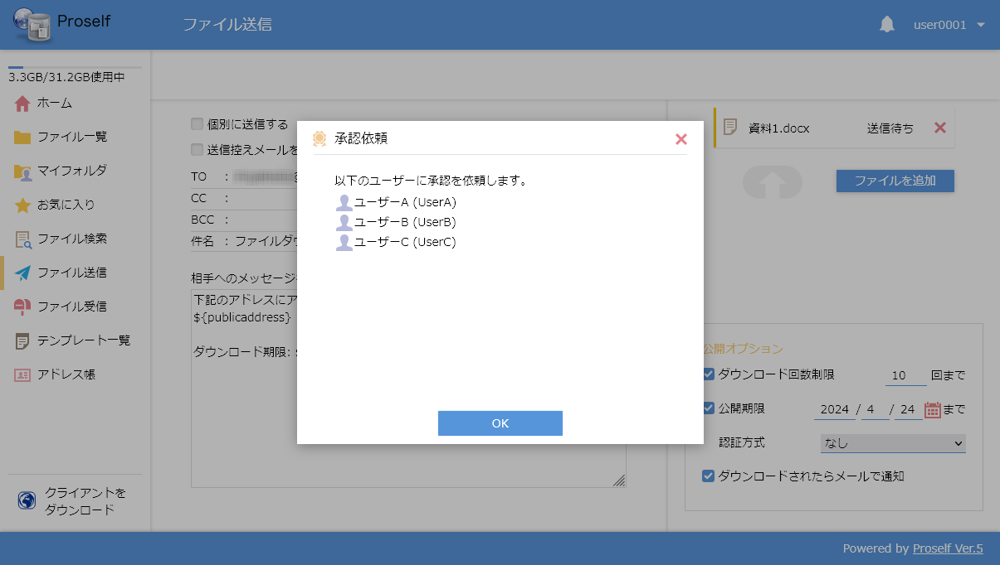 Proself
ファイル送信
user0001
3.3GB/31.2GB使用中
ホーム
ファイル一覧
マイフォルダ
お気に入り
ファイル検索
ファイル送信
ファイル受信
テンプレート一覧
アドレス帳
クライアントを
ダウンロード
個別に送信する
送信控えメールを
TO :
CC :
BCC :
件名 : ファイルダウ
相手へのメッセージ
下記のアドレスにア
${publicaddress}
ダウンロード期限:
承認依頼
以下のユーザーに承認を依頼します。
ユーザーA (UserA)
ユーザーB (UserB)
ユーザーC (UserC)
OK
資料1.docx 送信待ち
ファイルを追加
公開オプション
ダウンロード回数制限 10 回まで
公開期限 2024 / 4 / 24 まで
認証方式 なし
ダウンロードされたらメールで通知
Powered by Proself Ver.5